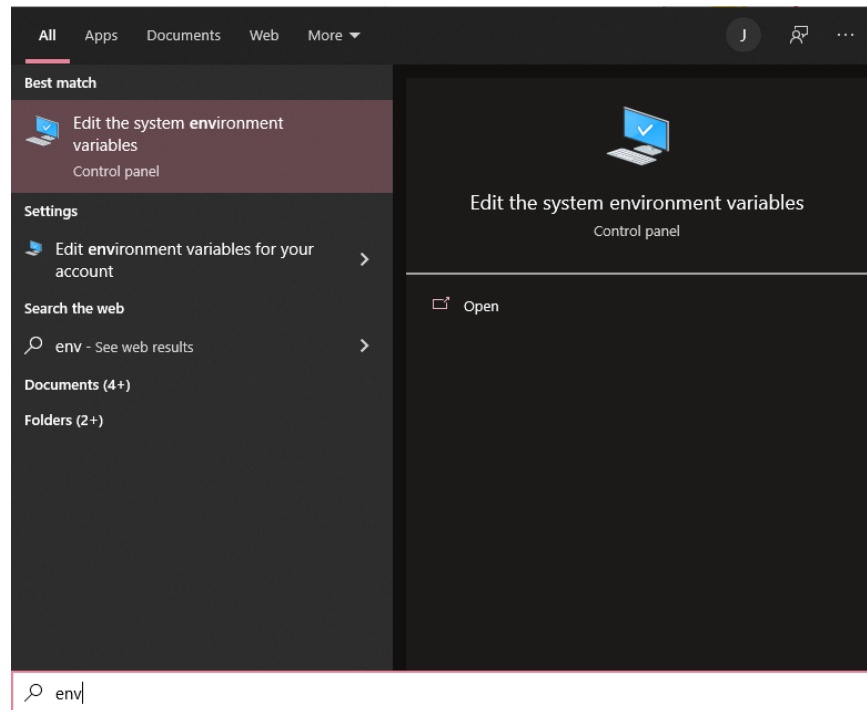 All Apps Documents Web More J ...
Best match
Edit the system environment
variables
Control panel
Settings
Edit environment variables for your
account
Search the web
env - See web results
Documents (4+)
Folders (2+)
Edit the system environment variables
Control panel
Open
env